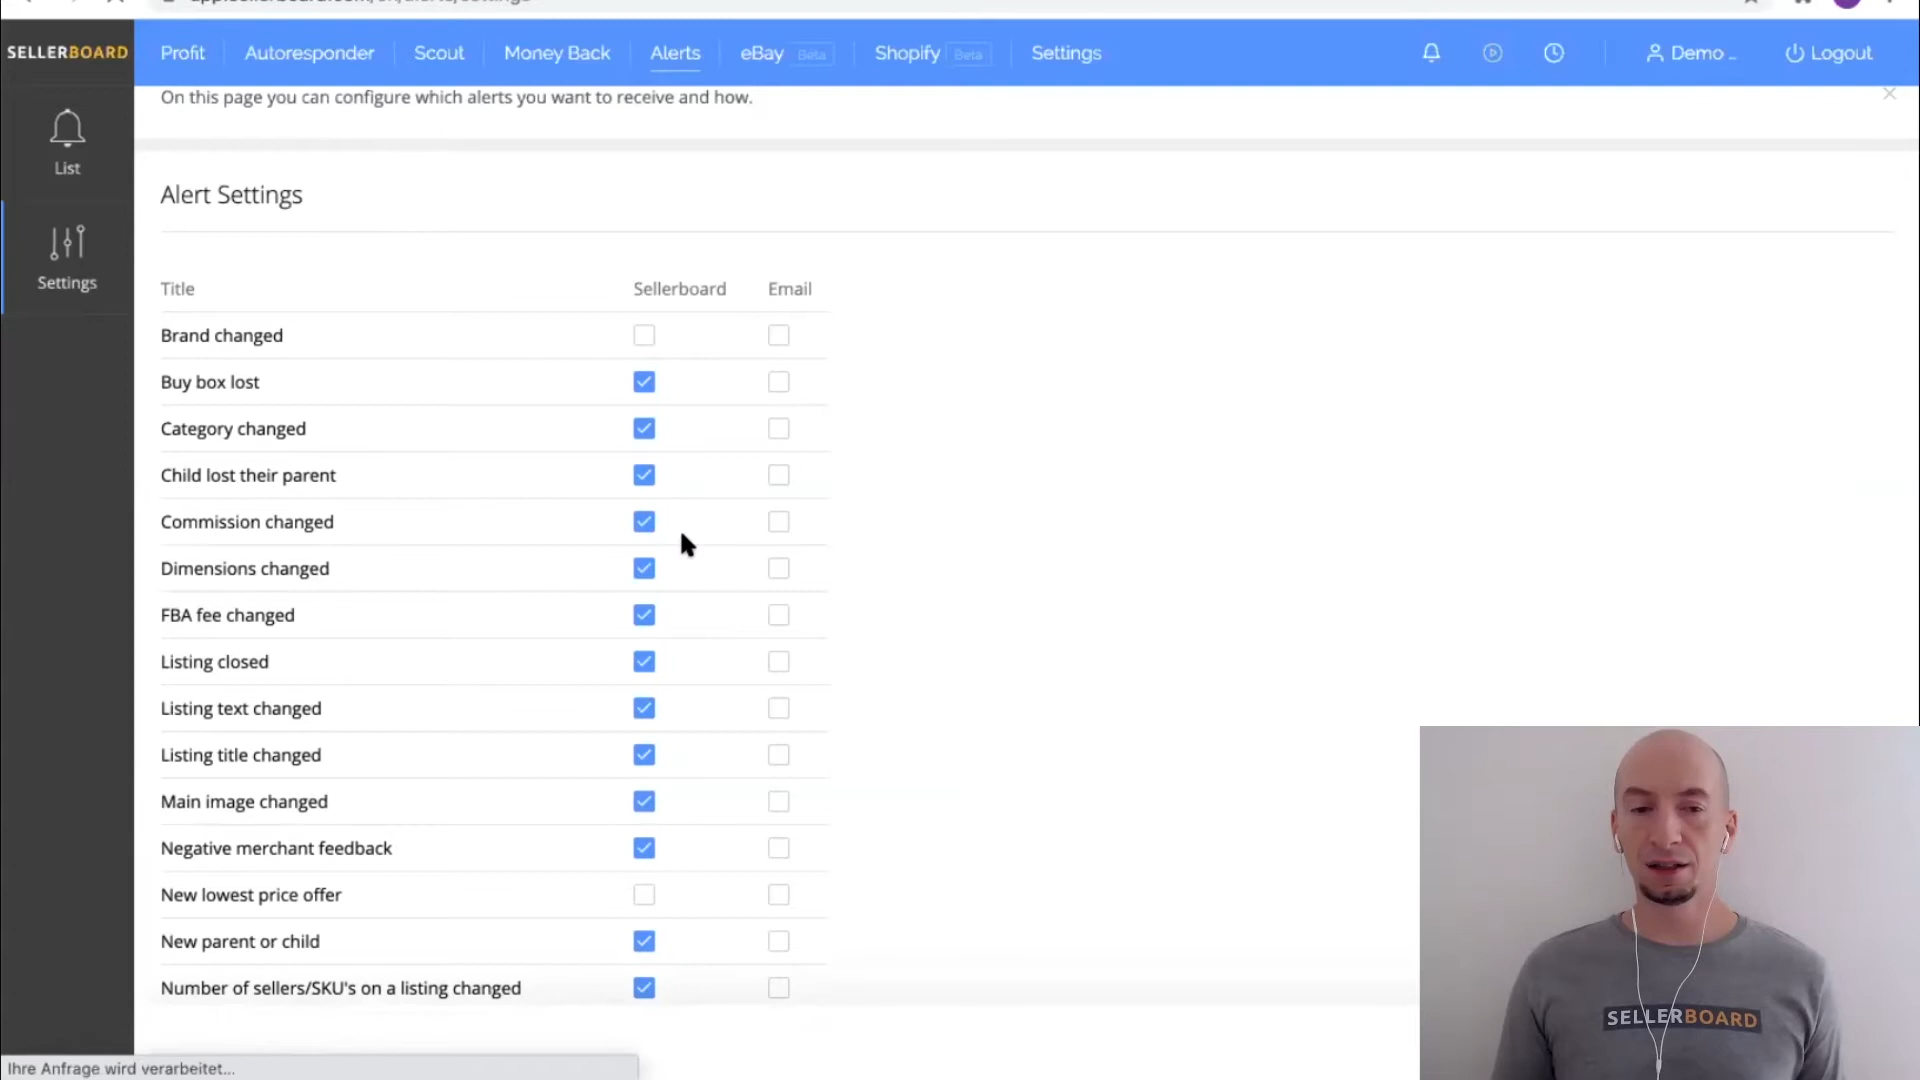 SELLERBOARD
Profit
Autoresponder
Scout
Money Back
Alerts
eBay Beta
Shopify Beta
Settings
Demo ..
Logout
List
Settings
On this page you can configure which alerts you want to receive and how.
Alert Settings
Title Sellerboard Email
Brand changed
Buy box lost
Category changed
Child lost their parent
Commission changed
Dimensions changed
FBA fee changed
Listing closed
Listing text changed
Listing title changed
Main image changed
Negative merchant feedback
New lowest price offer
New parent or child
Number of sellers/SKU's on a listing changed
Ihre Anfrage wird verarbeitet...
SELLERBOARD